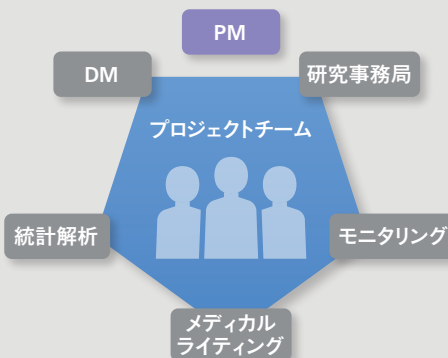 PM
DM
研究事務局
プロジェクトチーム
統計解析
モニタリング
メディカル
ライティング